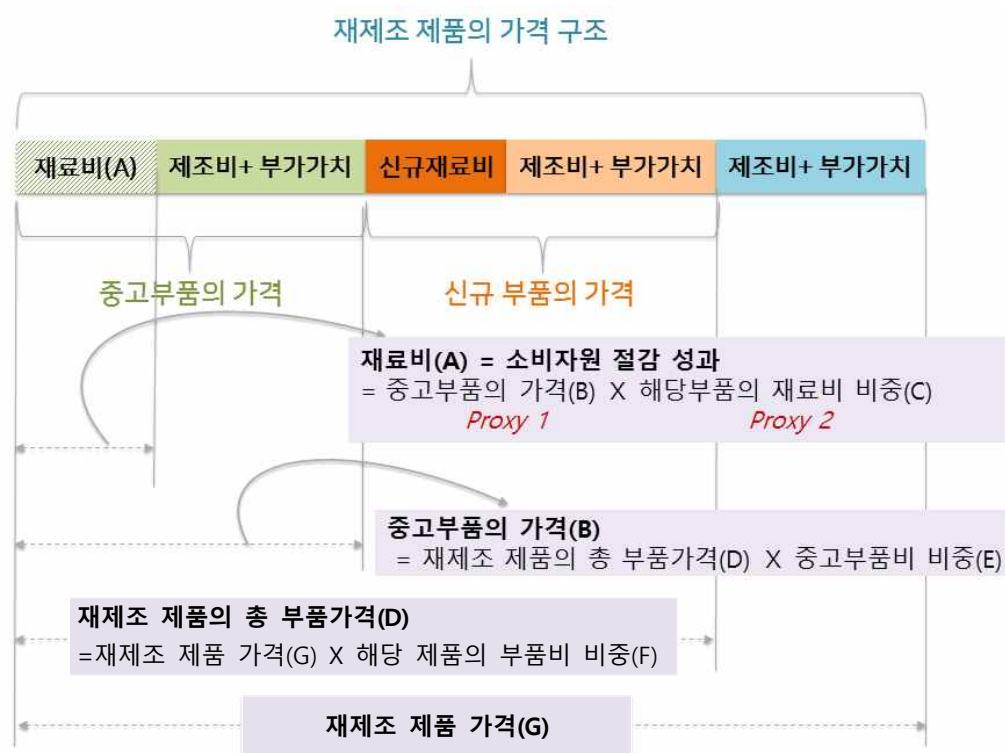 재제조 제품의 가격 구조
재료비(A) 제조비+ 부가가치 신규재료비 제조비+ 부가가치 제조비+ 부가가치
중고부품의 가격 신규 부품의 가격
재료비(A) = 소비자원 절감 성과
= 중고부품의 가격(B) X 해당부품의 재료비 비중(C)
Proxy 1 Proxy 2
중고부품의 가격(B)
= 재제조 제품의 총 부품가격(D) X 중고부품비 비중(E)
재제조 제품의 총 부품가격(D)
=재제조 제품 가격(G) X 해당 제품의 부품비 비중(F)
재제조 제품 가격(G)